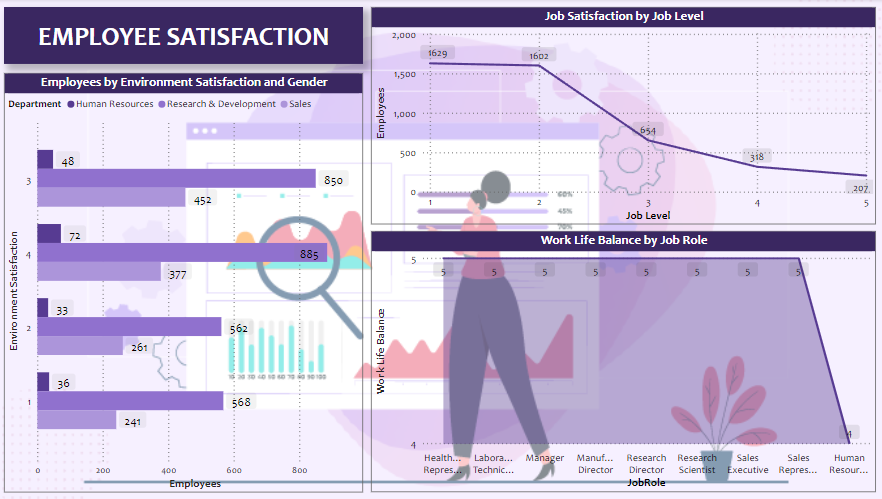 EMPLOYEE SATISFACTION
Employees by Environment Satisfaction and Gender
Department Human Resources Research & Development Sales
48
3 850
452
72
4 885
377
33
2 562
261
36
1 568
241
0 200 400 600 800
Employees
Environment Satisfaction
Job Satisfaction by Job Level
2,000
1,500
1,000
500
0
Employees
1629 1602 654 318 207
1 2 3 4 5
Job Level
60%
45%
70%
Work Life Balance by Job Role
5
4
Work Life Balance
5 5 5 5 5 5 5 5 4
Health... Labora... Manager Manuf... Research Research Sales Sales Human
Repres... Technic... Director Director Scientist Executive Repres... Resour...
JobRole